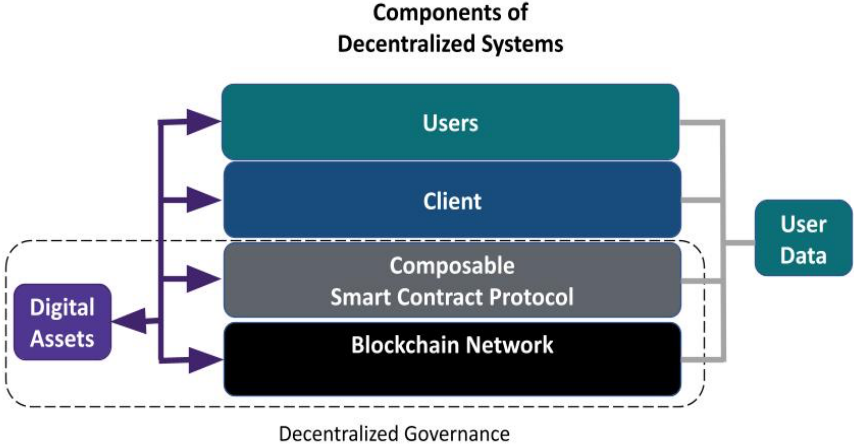 Components of
Decentralized Systems
Users
Client
Composable
Smart Contract Protocol
Blockchain Network
Digital
Assets
User
Data
Decentralized Governance